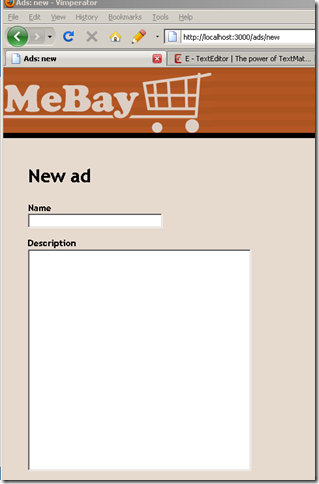 Ads: new - Vimperator
File Edit View History Bookmarks Tools Help
http://localhost:3000/ads/new
Ads: new
E - TextEditor | The power of TextMat...
MeBay
New ad
Name
Description